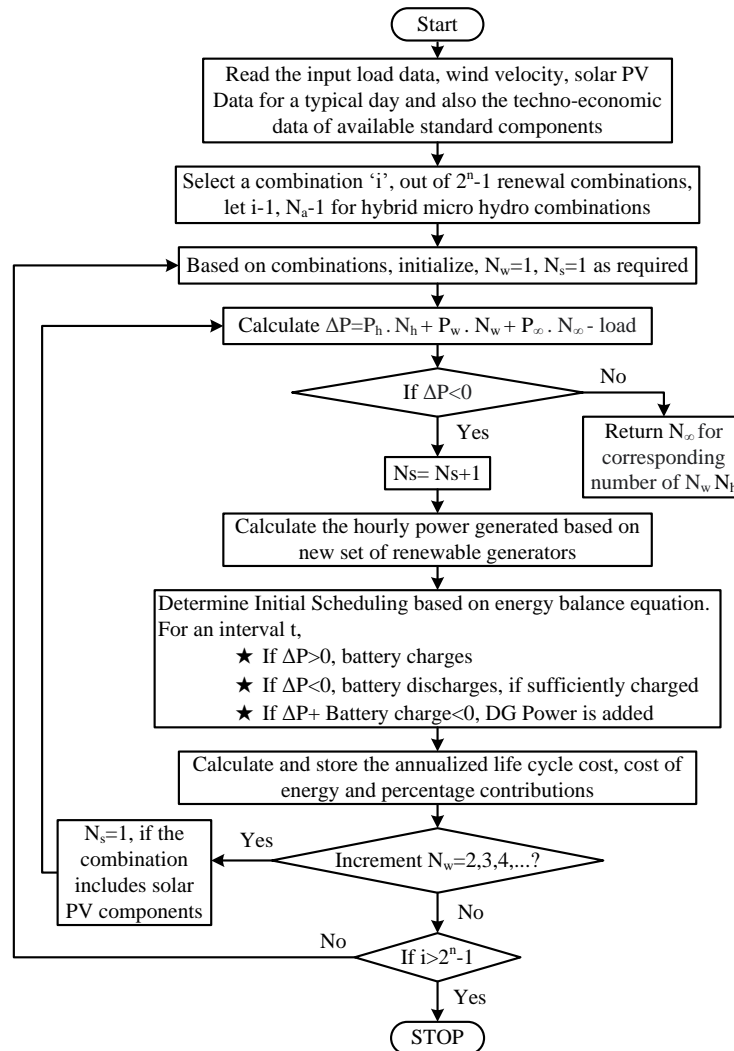 Start
Read the input load data, wind velocity, solar PV
Data for a typical day and also the techno-economic
data of available standard components
Select a combination ‘i’, out of 2ⁿ-1 renewal combinations,
let i-1, Nₐ-1 for hybrid micro hydro combinations
Based on combinations, initialize, N_w=1, Nₛ=1 as required
Calculate ΔP=Pₕ . Nₕ + P_w . N_w + P_∞ . N_∞ - load
If ΔP<0
No
Yes
Return N_∞ for
corresponding
number of N_w Nₕ
Ns= Ns+1
Calculate the hourly power generated based on
new set of renewable generators
Determine Initial Scheduling based on energy balance equation.
For an interval t,
★ If ΔP>0, battery charges
★ If ΔP<0, battery discharges, if sufficiently charged
★ If ΔP+ Battery charge<0, DG Power is added
Calculate and store the annualized life cycle cost, cost of
energy and percentage contributions
Nₛ=1, if the
combination
includes solar
PV components
Yes
Increment N_w=2,3,4,...?
No
No
If i>2ⁿ-1
Yes
STOP